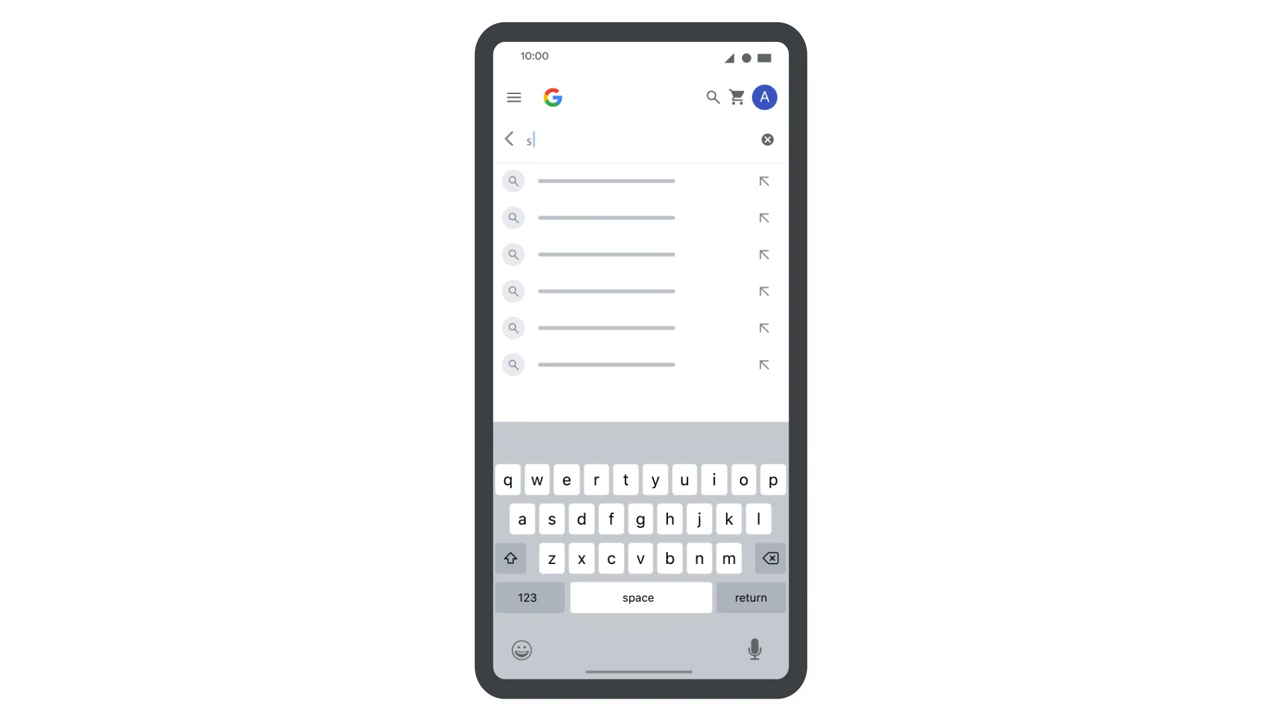 10:00
G A
s
q w e r t y u i o p
a s d f g h j k l
z x c v b n m
123 space return